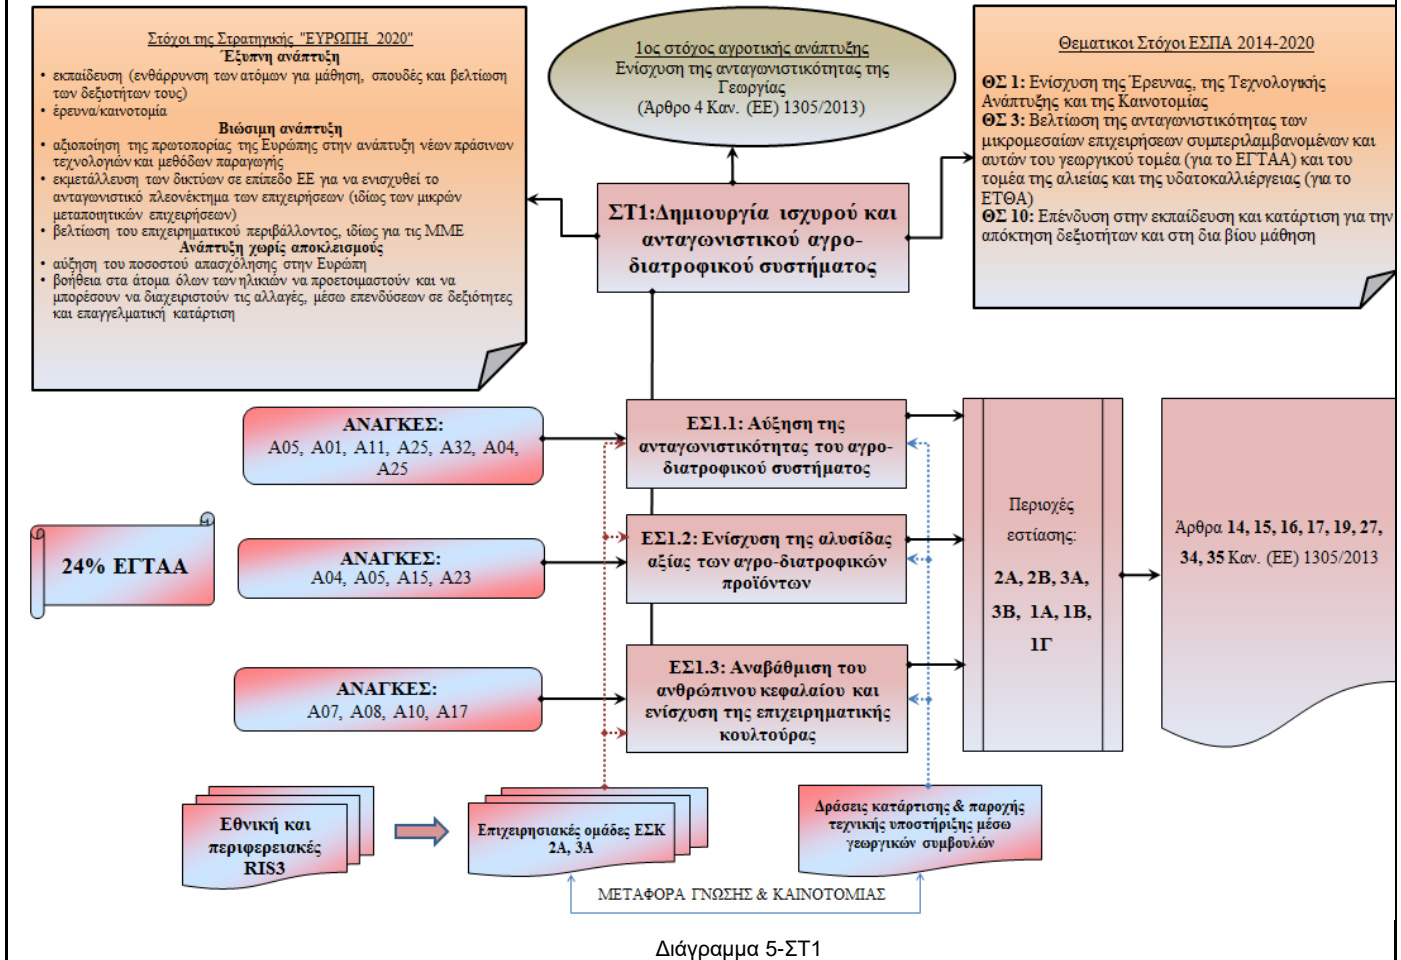 Στόχοι της Στρατηγικής "ΕΥΡΩΠΗ 2020"
Έξυπνη ανάπτυξη
• εκπαίδευση (ενθάρρυνση των ατόμων για μάθηση, σπουδές και βελτίωση
των δεξιοτήτων τους)
• έρευνα/καινοτομία
Βιώσιμη ανάπτυξη
• αξιοποίηση της πρωτοπορίας της Ευρώπης στην ανάπτυξη νέων πράσινων
τεχνολογιών και μεθόδων παραγωγής
• εκμετάλλευση των δικτύων σε επίπεδο ΕΕ για να ενισχυθεί το
ανταγωνιστικό πλεονέκτημα των επιχειρήσεων (ιδίως των μικρών
μεταποιητικών επιχειρήσεων)
• βελτίωση του επιχειρηματικού περιβάλλοντος, ιδίως για τις ΜΜΕ
Ανάπτυξη χωρίς αποκλεισμούς
• αύξηση του ποσοστού απασχόλησης στην Ευρώπη
• βοήθεια στα άτομα όλων των ηλικιών να προετοιμαστούν και να
μπορέσουν να διαχειριστούν τις αλλαγές, μέσω επενδύσεων σε δεξιότητες
και επαγγελματική κατάρτιση
1ος στόχος αγροτικής ανάπτυξης
Ενίσχυση της ανταγωνιστικότητας της
Γεωργίας
(Άρθρο 4 Καν. (ΕΕ) 1305/2013)
Θεματικοι Στόχοι ΕΣΠΑ 2014-2020
ΘΣ 1: Ενίσχυση της Έρευνας, της Τεχνολογικής
Ανάπτυξης και της Καινοτομίας
ΘΣ 3: Βελτίωση της ανταγωνιστικότητας των
μικρομεσαίων επιχειρήσεων συμπεριλαμβανομένων και
αυτών του γεωργικού τομέα (για το ΕΓΤΑΑ) και του
τομέα της αλιείας και της υδατοκαλλιέργειας (για το
ΕΤΘΑ)
ΘΣ 10: Επένδυση στην εκπαίδευση και κατάρτιση για την
απόκτηση δεξιοτήτων και στη δια βίου μάθηση
ΣΤ1:Δημιουργία ισχυρού και
ανταγωνιστικού αγρο-
διατροφικού συστήματος
ΑΝΑΓΚΕΣ:
Α05, Α01, Α11, Α25, Α32, Α04,
Α25
ΕΣ1.1: Αύξηση της
ανταγωνιστικότητας του αγρο-
διατροφικού συστήματος
24% ΕΓΤΑΑ
ΑΝΑΓΚΕΣ:
Α04, Α05, Α15, Α23
ΕΣ1.2: Ενίσχυση της αλυσίδας
αξίας των αγρο-διατροφικών
προϊόντων
ΑΝΑΓΚΕΣ:
Α07, Α08, Α10, Α17
ΕΣ1.3: Αναβάθμιση του
ανθρώπινου κεφαλαίου και
ενίσχυση της επιχειρηματικής
κουλτούρας
Περιοχές
εστίασης:
2Α, 2Β, 3Α,
3Β, 1Α, 1Β,
1Γ
Άρθρα 14, 15, 16, 17, 19, 27,
34, 35 Καν. (ΕΕ) 1305/2013
Εθνική και
περιφερειακές
RIS3
Επιχειρησιακές ομάδες ΕΣΚ
2Α, 3Α
Δράσεις κατάρτισης & παροχής
τεχνικής υποστήριξης μέσω
γεωργικών συμβουλών
ΜΕΤΑΦΟΡΑ ΓΝΩΣΗΣ & ΚΑΙΝΟΤΟΜΙΑΣ
Διάγραμμα 5-ΣΤ1